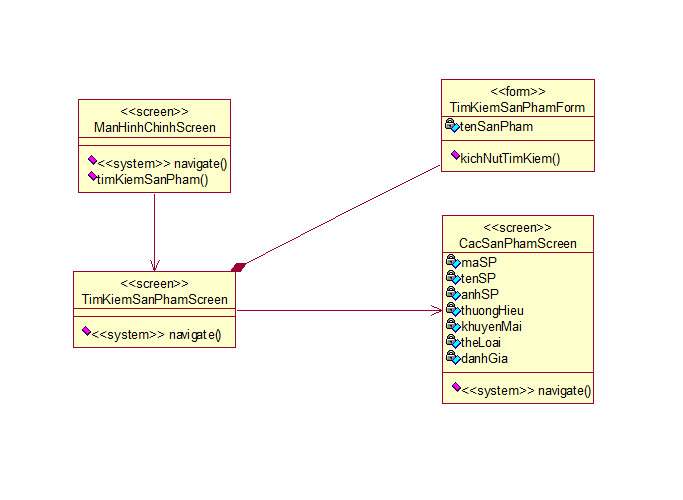 <<screen>>
ManHinhChinhScreen
<<system>> navigate()
timKiemSanPham()
<<form>>
TimKiemSanPhamForm
tenSanPham
kichNutTimKiem()
<<screen>>
TimKiemSanPhamScreen
<<system>> navigate()
<<screen>>
CacSanPhamScreen
maSP
tenSP
anhSP
thuongHieu
khuyenMai
theLoai
danhGia
<<system>> navigate()